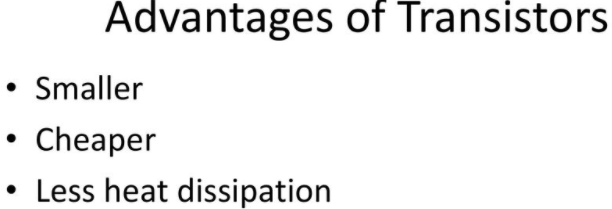 Advantages of Transistors
• Smaller
• Cheaper
• Less heat dissipation